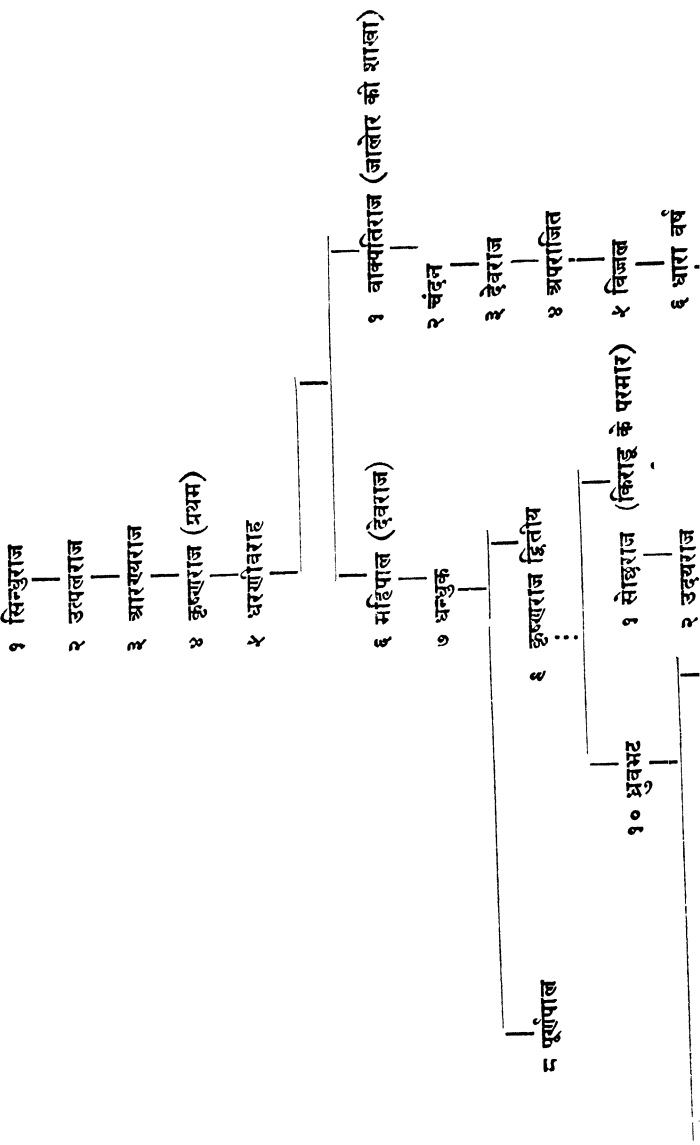 १ सिन्धुराज
२ उत्पलराज
३ आरण्यराज
४ कृष्णराज (प्रथम)
५ धरणीवराह
६ महिपाल (देवराज)
१ वाक्पतिराज (जालोर की शाखा)
७ धन्धुक
२ चंदन
३ देवराज
८ पूर्णपाल
९ कृष्णराज द्वितीय
४ अपराजित
१० ध्रुवभट
१ सोछराज (किराडू के परमार)
५ विजल
२ उदयराज
६ धारा वर्ष